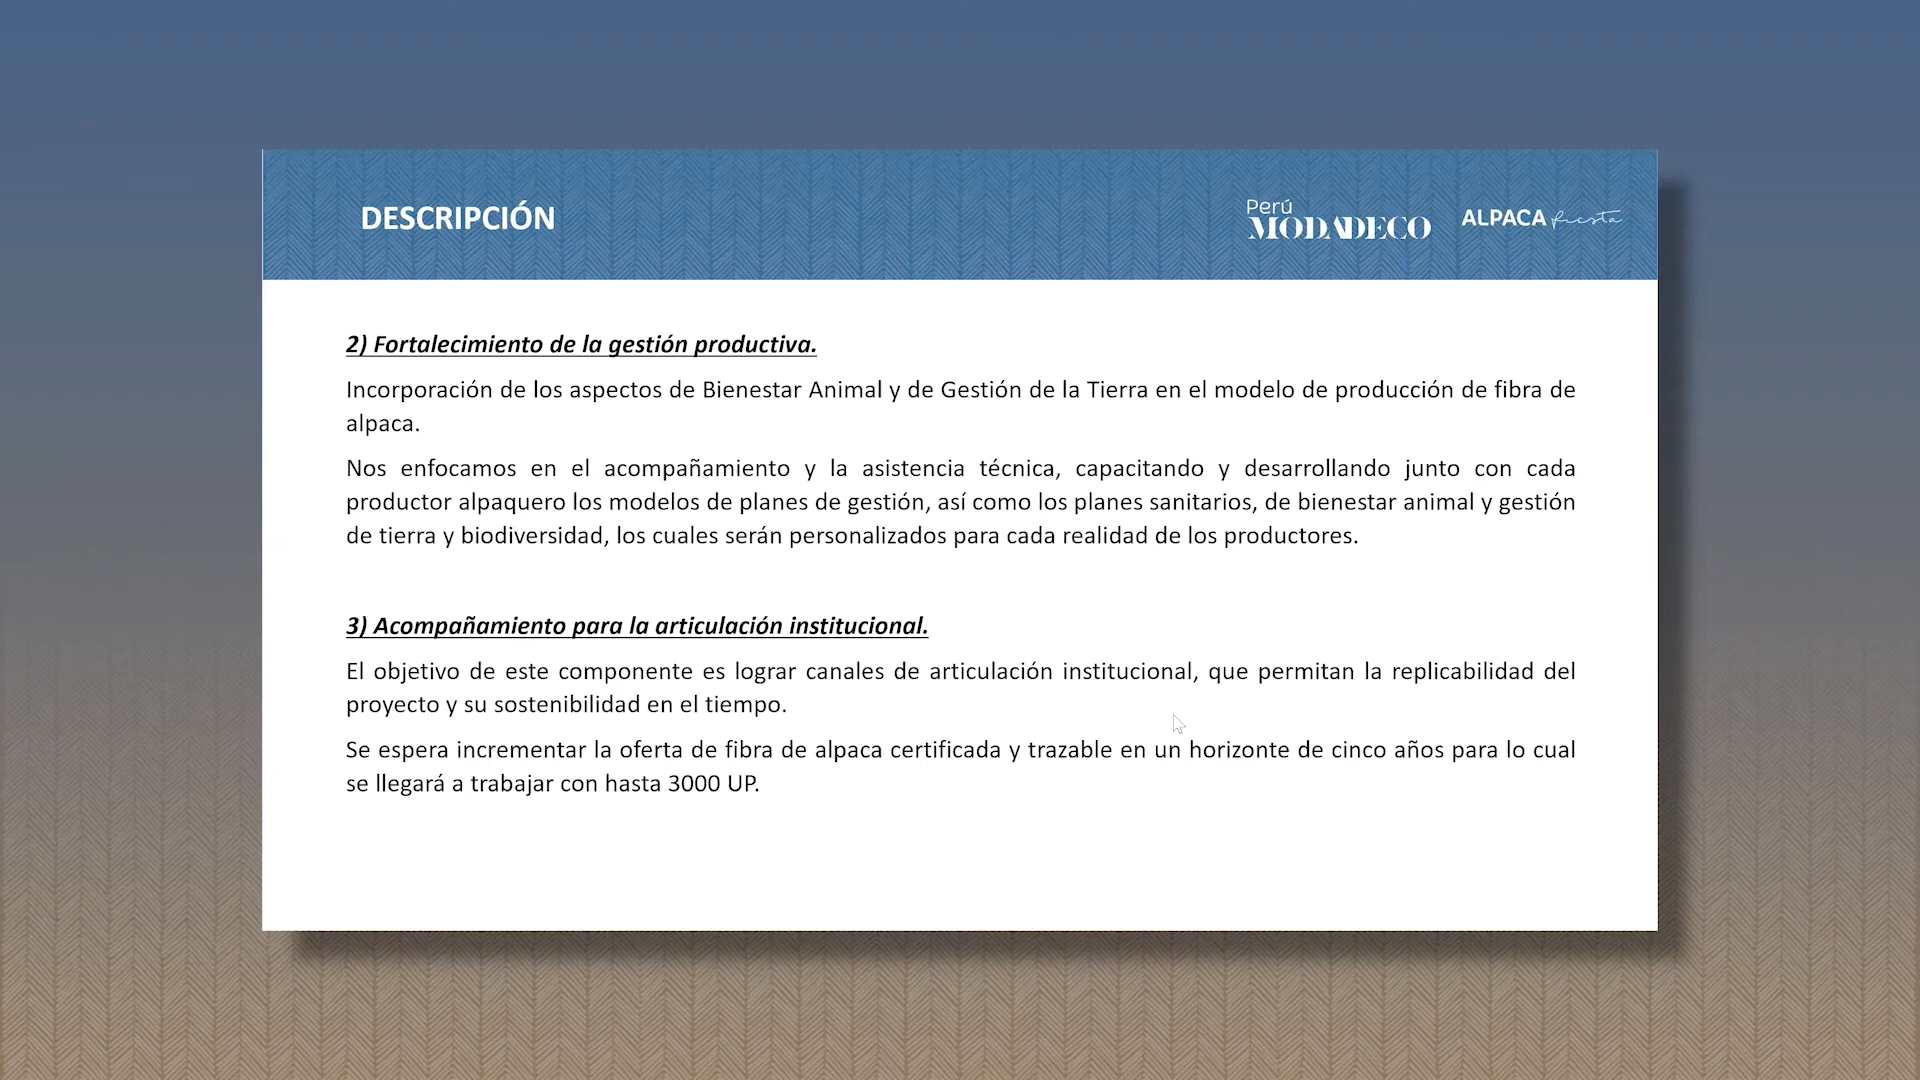 DESCRIPCIÓN
Perú
MODADECO
ALPACA fiesta
2) Fortalecimiento de la gestión productiva.
Incorporación de los aspectos de Bienestar Animal y de Gestión de la Tierra en el modelo de producción de fibra de
alpaca.
Nos enfocamos en el acompañamiento y la asistencia técnica, capacitando y desarrollando junto con cada
productor alpaquero los modelos de planes de gestión, así como los planes sanitarios, de bienestar animal y gestión
de tierra y biodiversidad, los cuales serán personalizados para cada realidad de los productores.
3) Acompañamiento para la articulación institucional.
El objetivo de este componente es lograr canales de articulación institucional, que permitan la replicabilidad del
proyecto y su sostenibilidad en el tiempo.
Se espera incrementar la oferta de fibra de alpaca certificada y trazable en un horizonte de cinco años para lo cual
se llegará a trabajar con hasta 3000 UP.